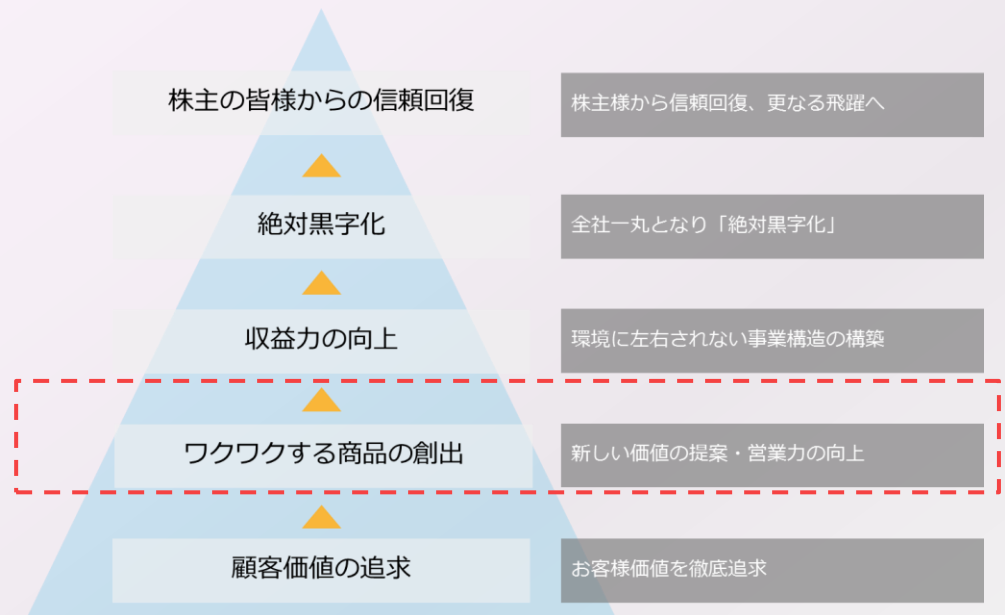 株主の皆様からの信頼回復
株主様から信頼回復、更なる飛躍へ
絶対黒字化
全社一丸となり「絶対黒字化」
収益力の向上
環境に左右されない事業構造の構築
ワクワクする商品の創出
新しい価値の提案・営業力の向上
顧客価値の追求
お客様価値を徹底追求